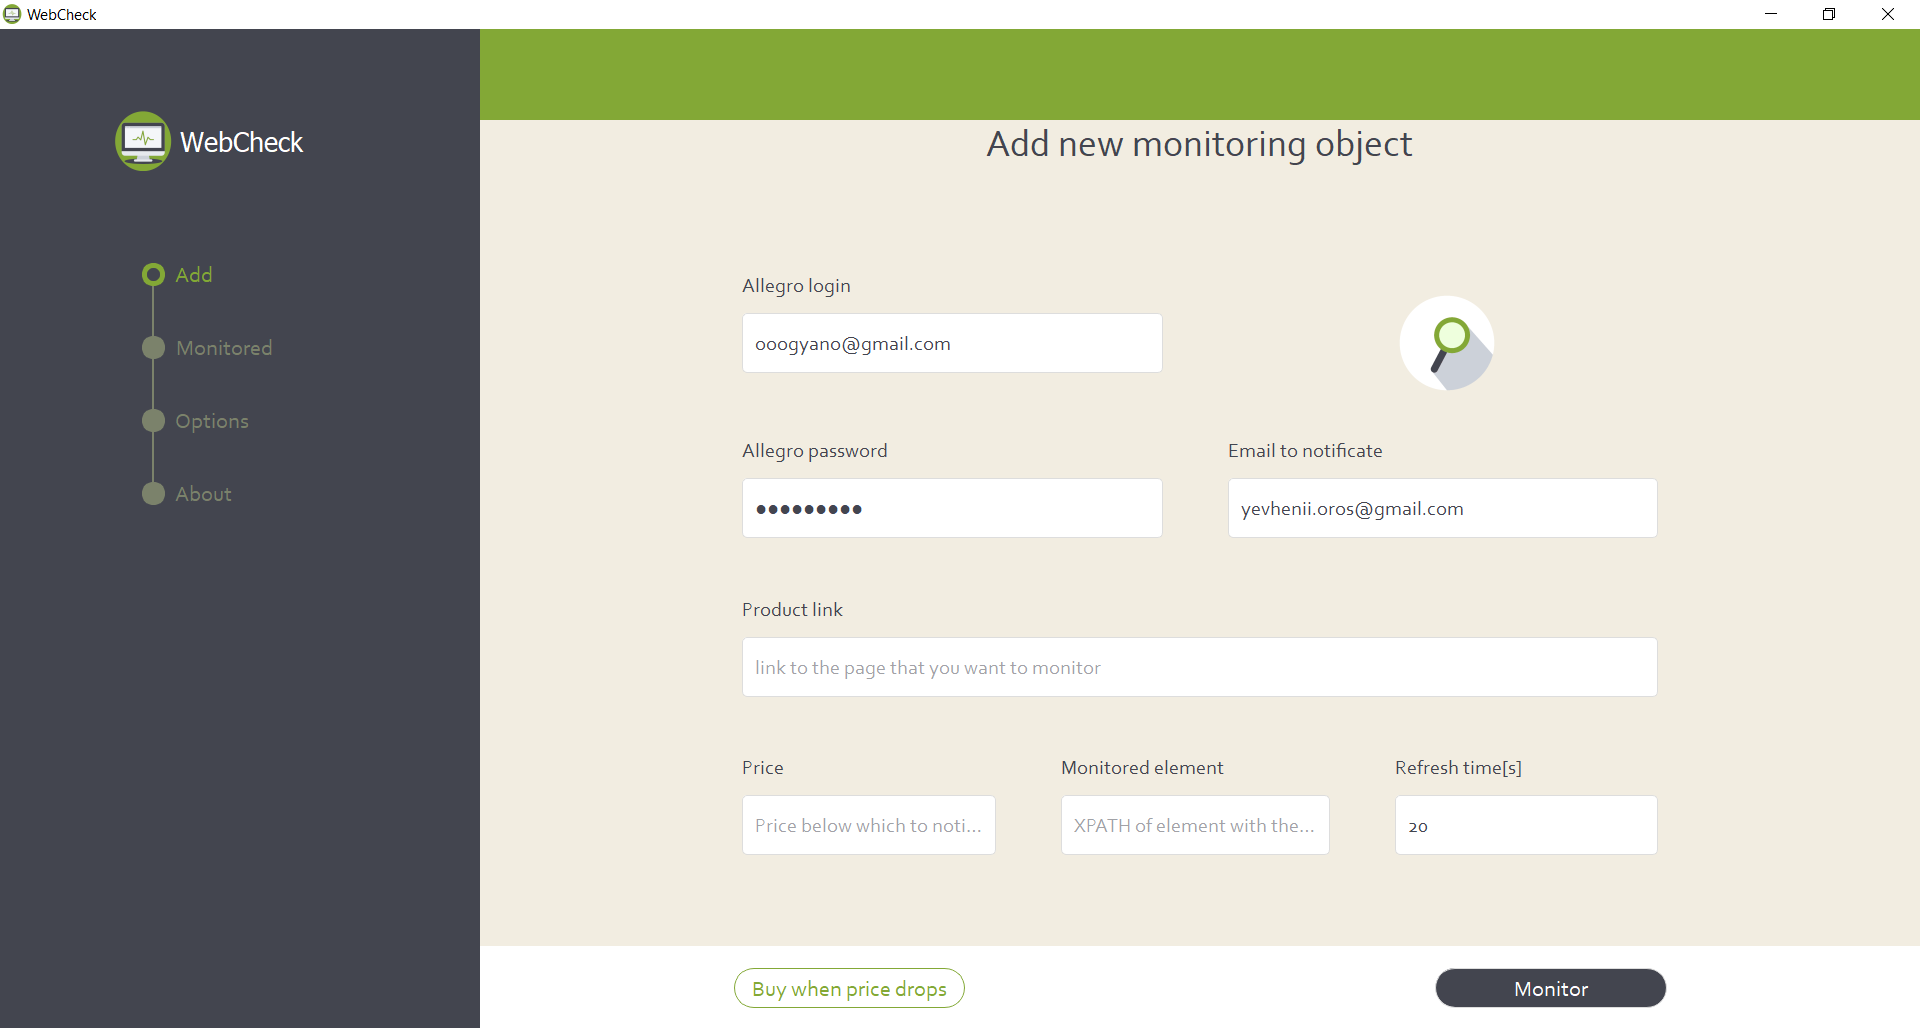 WebCheck
WebCheck
Add
Monitored
Options
About
Add new monitoring object
Allegro login
ooogyano@gmail.com
Allegro password
●●●●●●●●●
Email to notificate
yevhenii.oros@gmail.com
Product link
link to the page that you want to monitor
Price
Price below which to noti...
Monitored element
XPATH of element with the...
Refresh time[s]
20
Buy when price drops
Monitor